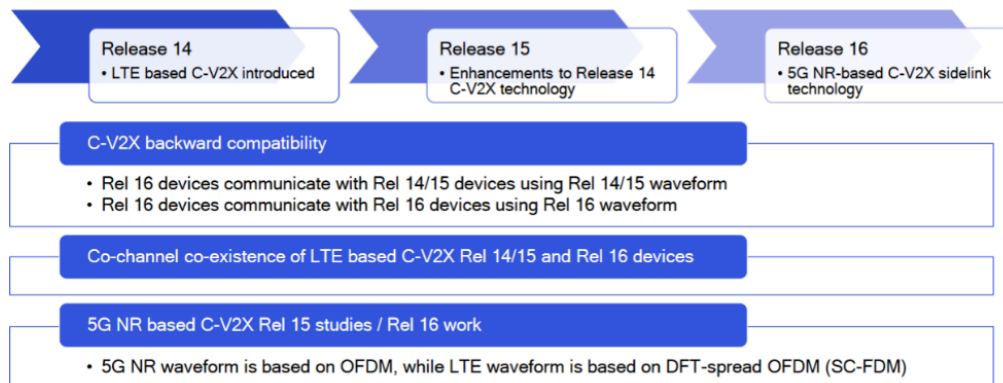 Release 14
• LTE based C-V2X introduced
Release 15
• Enhancements to Release 14
C-V2X technology
Release 16
• 5G NR-based C-V2X sidelink
technology
C-V2X backward compatibility
• Rel 16 devices communicate with Rel 14/15 devices using Rel 14/15 waveform
• Rel 16 devices communicate with Rel 16 devices using Rel 16 waveform
Co-channel co-existence of LTE based C-V2X Rel 14/15 and Rel 16 devices
5G NR based C-V2X Rel 15 studies / Rel 16 work
• 5G NR waveform is based on OFDM, while LTE waveform is based on DFT-spread OFDM (SC-FDM)